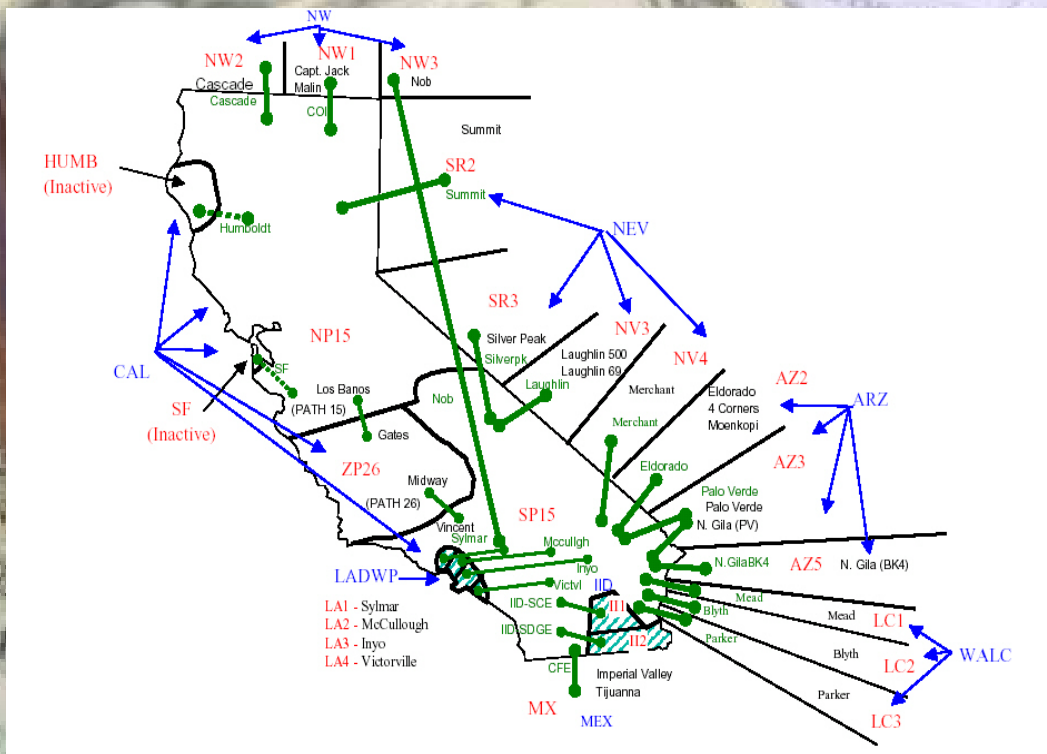 NW
NW2
NW1
NW3
Cascade
Capt. Jack
Malin
Nob
Cascade
COI
Summit
HUMB
(Inactive)
SR2
Summit
Humboldt
NEV
SR3
NP15
Silver Peak
NV3
Silverpk
Laughlin 500
Laughlin 69
NV4
CAL
SF
Los Banos
(PATH 15)
Nob
Laughlin
Merchant
Eldorado
4 Corners
Moenkopi
AZ2
ARZ
SF
(Inactive)
Gates
Merchant
AZ3
ZP26
Midway
(PATH 26)
Vincent
Eldorado
Palo Verde
Palo Verde
N. Gila (PV)
SP15
Sylmar
Mccullgh
Inyo
N.GilaBK4
AZ5
N. Gila (BK4)
LADWP
Victvl
IID
Mead
LA1 - Sylmar
LA2 - McCullough
LA3 - Inyo
LA4 - Victorville
IID-SCE
II1
Blyth
Mead
LC1
IID-SDGE
II2
Parker
Blyth
LC2
WALC
CFE
Imperial Valley
Tijuanna
Parker
LC3
MX
MEX